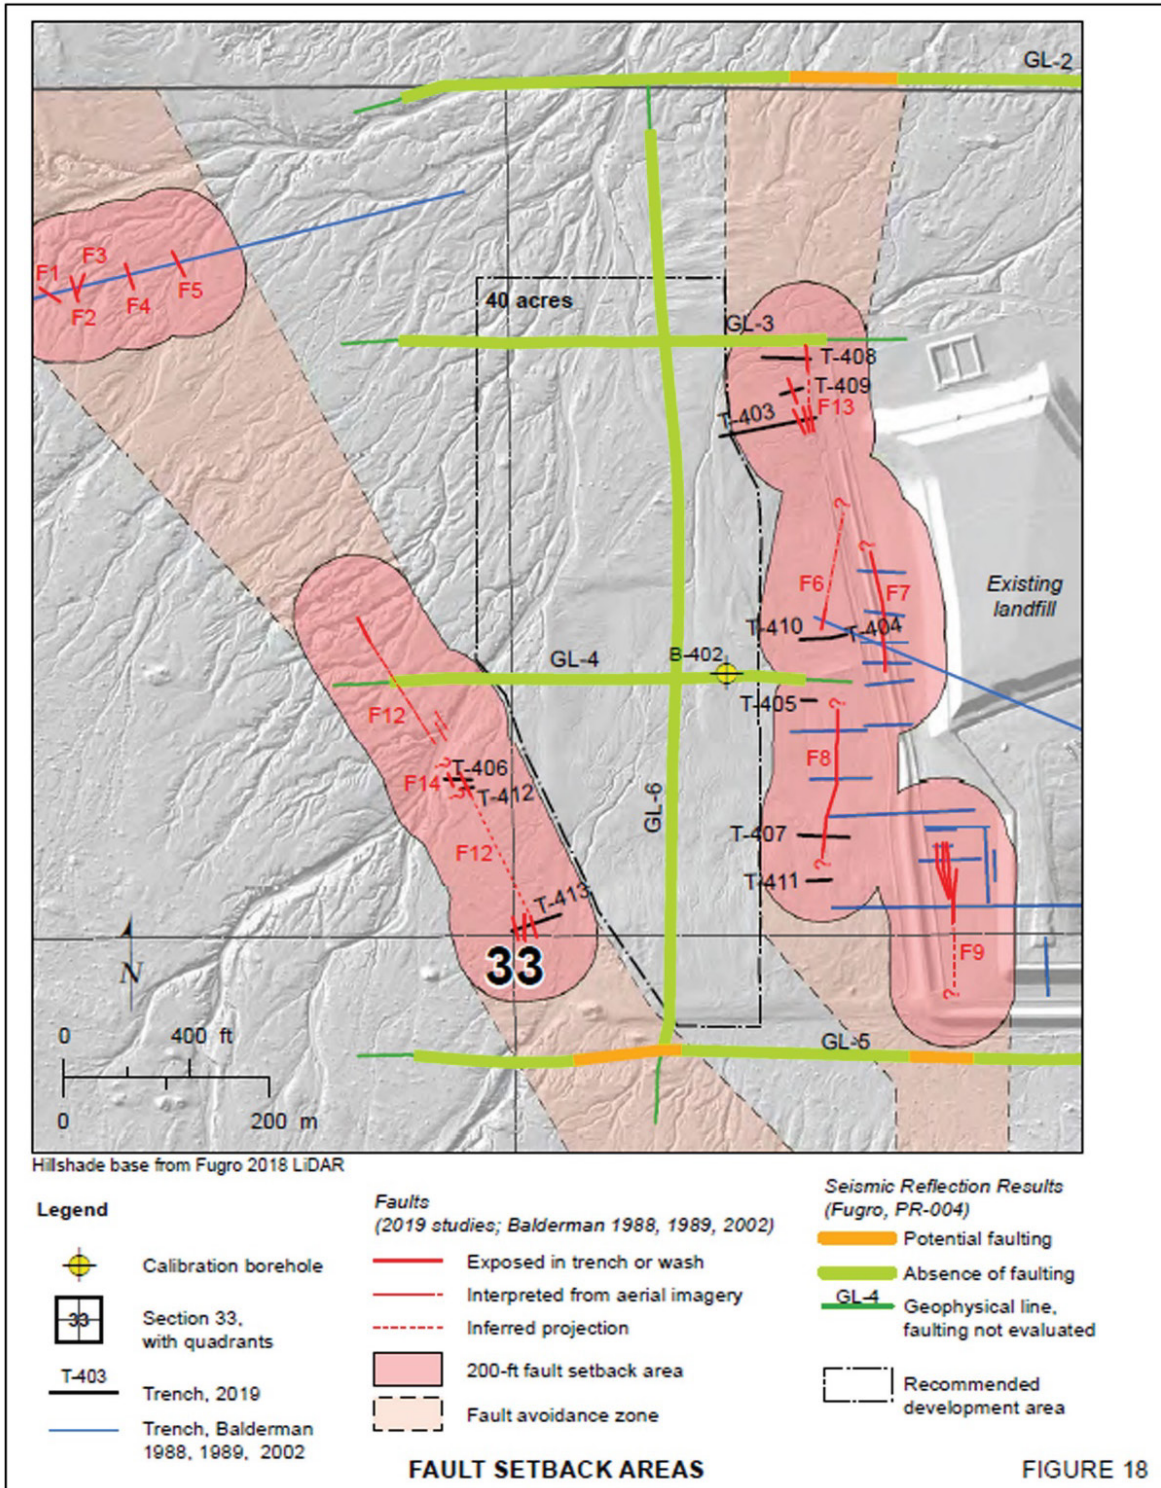 GL-2
40 acres
F1
F3
F2
F4
F5
GL-3
T-408
T-409
T-403
F13
?
?
F6
F7
Existing
landfill
T-410
T-404
GL-4
B-402
T-405
?
F12
F8
?
T-406
F14
T-412
?
GL-6
T-407
?
F12
T-411
T-413
33
F9
?
N
0 400 ft
0 200 m
GL-5
Hillshade base from Fugro 2018 LiDAR
Legend
Calibration borehole
33
Section 33,
with quadrants
T-403
Trench, 2019
Trench, Balderman
1988, 1989, 2002
Faults
(2019 studies; Balderman 1988, 1989, 2002)
Exposed in trench or wash
Interpreted from aerial imagery
Inferred projection
200-ft fault setback area
Fault avoidance zone
Seismic Reflection Results
(Fugro, PR-004)
Potential faulting
Absence of faulting
GL-4
Geophysical line,
faulting not evaluated
Recommended
development area
FAULT SETBACK AREAS
FIGURE 18